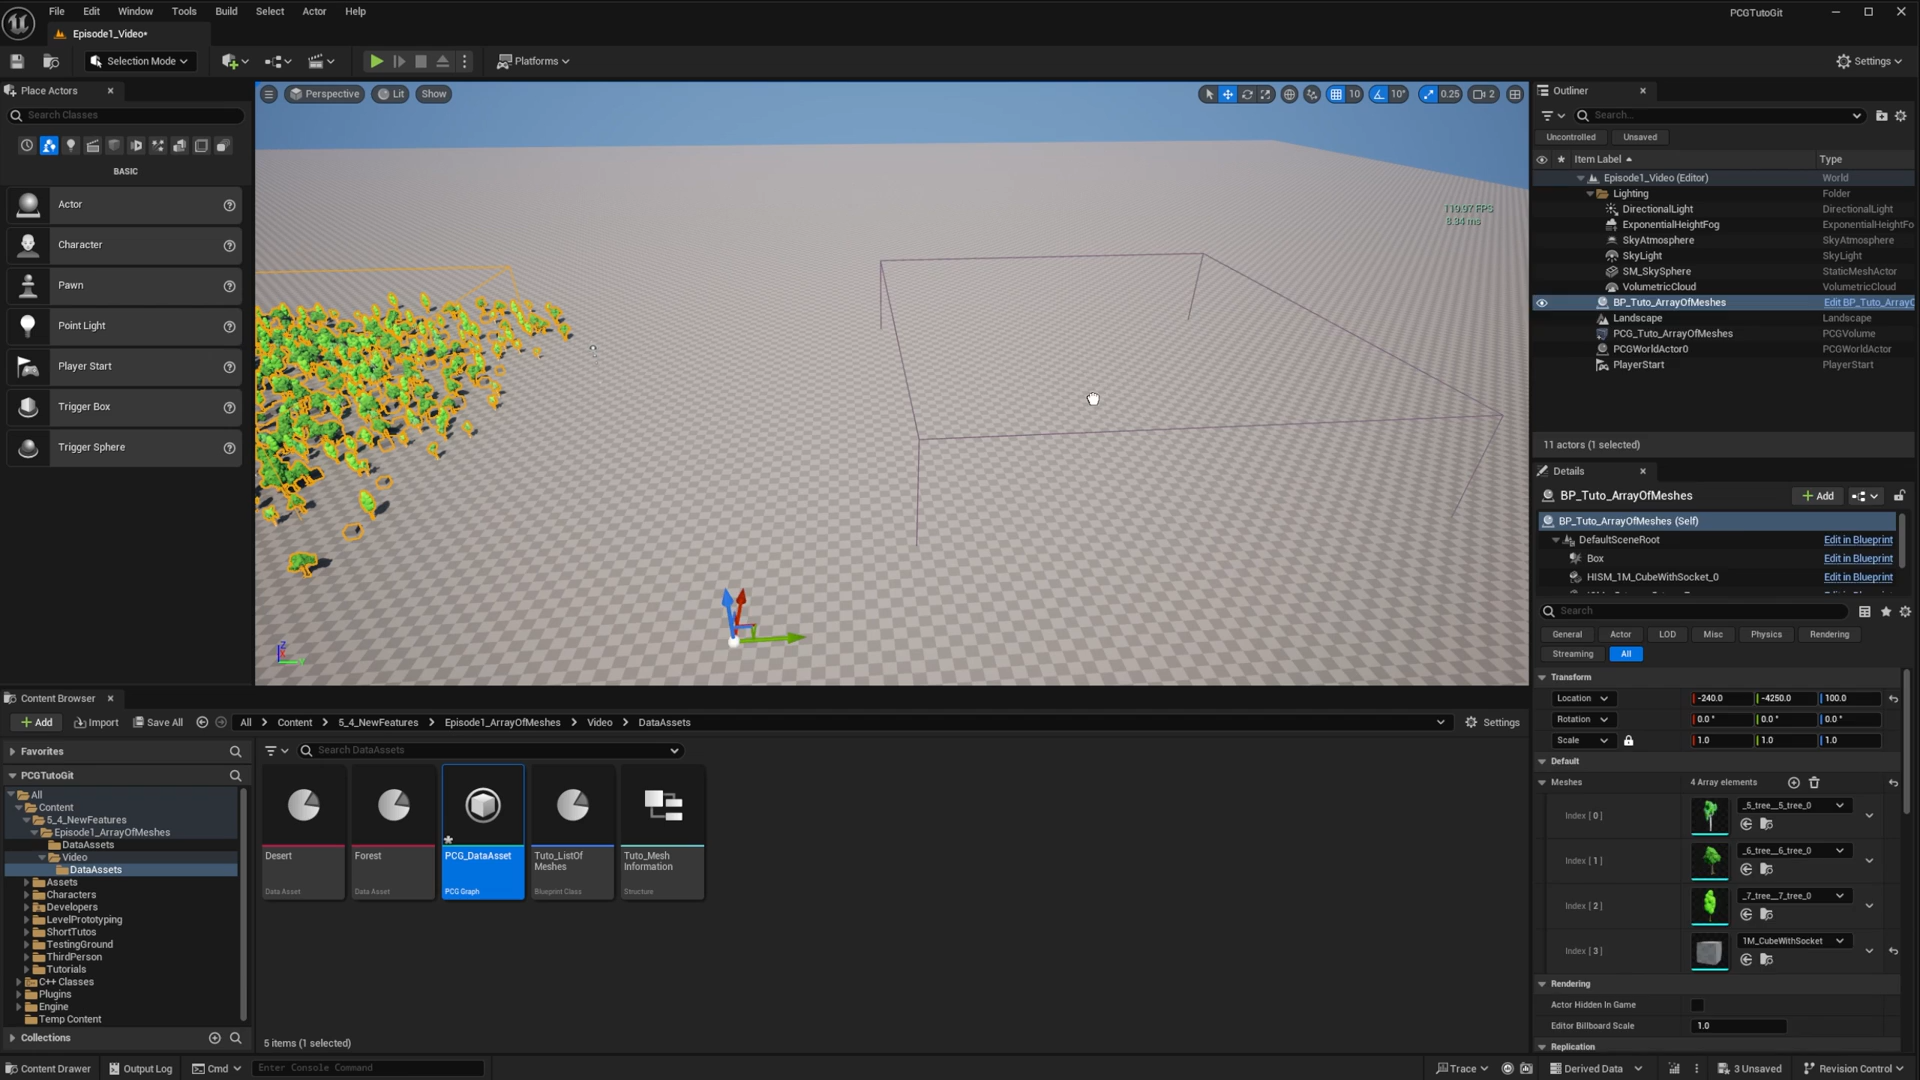 File Edit Window Tools Build Select Actor Help
PCGTutoGit
Episode1_Video•
Selection Mode
Platforms
Settings
Place Actors
Search Classes
BASIC
Actor
Character
Pawn
Point Light
Player Start
Trigger Box
Trigger Sphere
Perspective Lit Show
10 10° 0.25 2
119.97 FPS
8.34 ms
Outliner
Search...
Uncontrolled Unsaved
Item Label Type
Episode1_Video (Editor) World
Lighting Folder
DirectionalLight DirectionalLight
ExponentialHeightFog ExponentialHeightFo
SkyAtmosphere SkyAtmosphere
SkyLight SkyLight
SM_SkySphere StaticMeshActor
VolumetricCloud VolumetricCloud
BP_Tuto_ArrayOfMeshes Edit BP_Tuto_ArrayO
Landscape Landscape
PCG_Tuto_ArrayOfMeshes PCGVolume
PCGWorldActor0 PCGWorldActor
PlayerStart PlayerStart
11 actors (1 selected)
Details
BP_Tuto_ArrayOfMeshes
Add
BP_Tuto_ArrayOfMeshes (Self)
DefaultSceneRoot Edit in Blueprint
Box Edit in Blueprint
HISM_1M_CubeWithSocket_0 Edit in Blueprint
Search
General Actor LOD Misc Physics Rendering
Streaming All
Transform
Location -240.0 -4250.0 100.0
Rotation 0.0 ° 0.0 ° 0.0 °
Scale 1.0 1.0 1.0
Default
Meshes 4 Array elements
Index [ 0 ] _5_tree__5_tree_0
Index [ 1 ] _6_tree__6_tree_0
Index [ 2 ] _7_tree__7_tree_0
Index [ 3 ] 1M_CubeWithSocket
Rendering
Actor Hidden In Game
Editor Billboard Scale 1.0
Replication
Content Browser
Add Import Save All All Content 5_4_NewFeatures Episode1_ArrayOfMeshes Video DataAssets Settings
Favorites
PCGTutoGit
All
Content
5_4_NewFeatures
Episode1_ArrayOfMeshes
DataAssets
Video
DataAssets
Assets
Characters
Developers
LevelPrototyping
ShortTutos
TestingGround
ThirdPerson
Tutorials
C++ Classes
Plugins
Engine
Temp Content
Collections
Search DataAssets
Desert
Data Asset
Forest
Data Asset
PCG_DataAsset
PCG Graph
Tuto_ListOf
Meshes
Blueprint Class
Tuto_Mesh
Information
Structure
5 items (1 selected)
Content Drawer Output Log Cmd Enter Console Command Trace Derived Data 3 Unsaved Revision Control